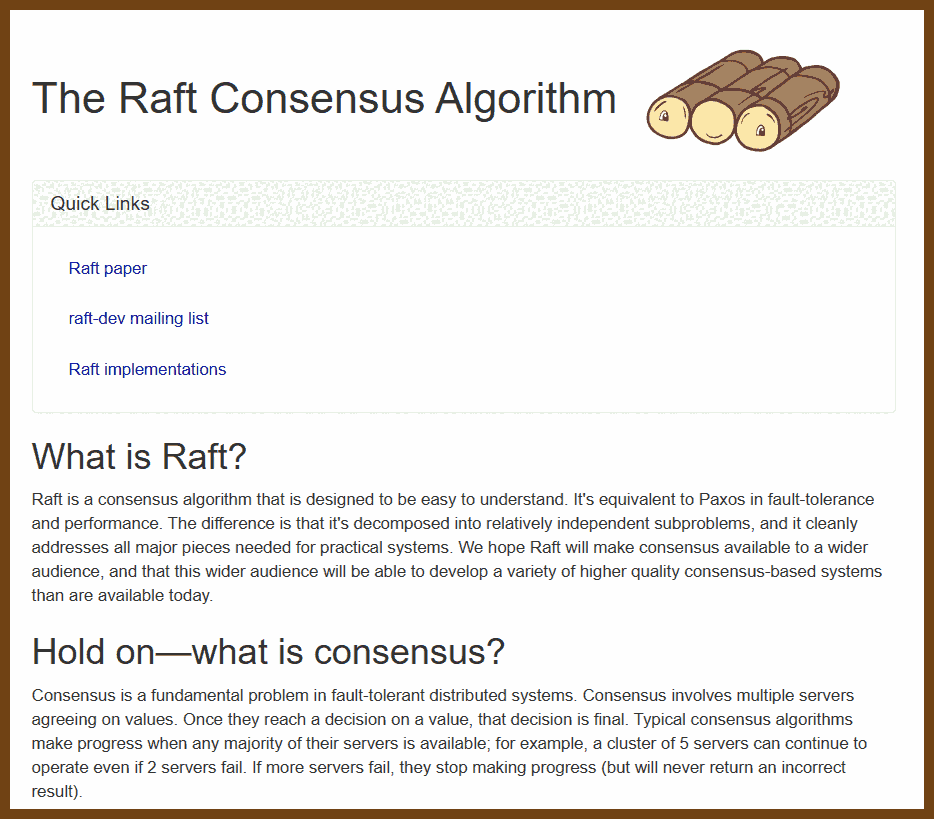 The Raft Consensus Algorithm
Quick Links
Raft paper
raft-dev mailing list
Raft implementations
What is Raft?
Raft is a consensus algorithm that is designed to be easy to understand. It's equivalent to Paxos in fault-tolerance
and performance. The difference is that it's decomposed into relatively independent subproblems, and it cleanly
addresses all major pieces needed for practical systems. We hope Raft will make consensus available to a wider
audience, and that this wider audience will be able to develop a variety of higher quality consensus-based systems
than are available today.
Hold on—what is consensus?
Consensus is a fundamental problem in fault-tolerant distributed systems. Consensus involves multiple servers
agreeing on values. Once they reach a decision on a value, that decision is final. Typical consensus algorithms
make progress when any majority of their servers is available; for example, a cluster of 5 servers can continue to
operate even if 2 servers fail. If more servers fail, they stop making progress (but will never return an incorrect
result).